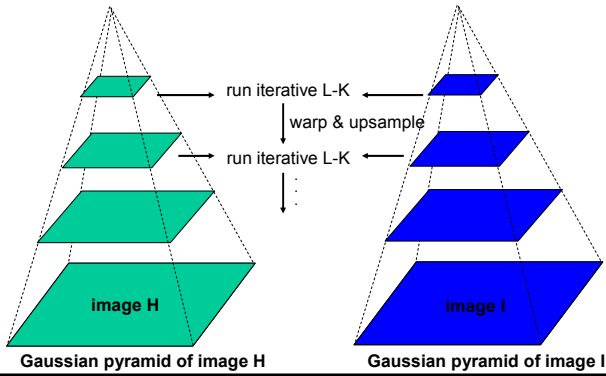 run iterative L-K
warp & upsample
run iterative L-K
.
.
.
image H
image I
Gaussian pyramid of image H
Gaussian pyramid of image I